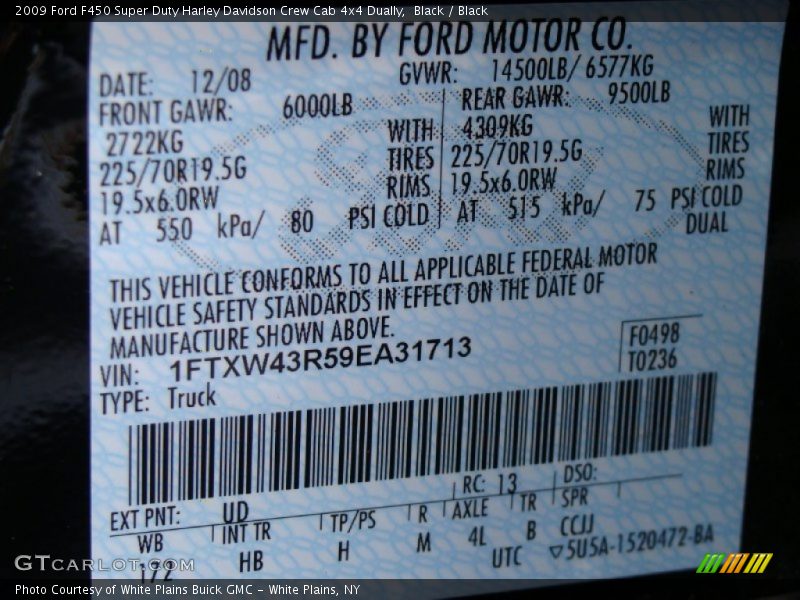 2009 Ford F450 Super Duty Harley Davidson Crew Cab 4x4 Dually,  Black / Black
MFD. BY FORD MOTOR CO.
DATE: 12/08 GVWR: 14500LB/ 6577KG
FRONT GAWR: 6000LB REAR GAWR: 9500LB
2722KG WITH 4309KG WITH
225/70R19.5G TIRES 225/70R19.5G TIRES
19.5x6.0RW RIMS 19.5x6.0RW RIMS
AT 550 kPa/ 80 PSI COLD AT 515 kPa/ 75 PSI COLD
DUAL
THIS VEHICLE CONFORMS TO ALL APPLICABLE FEDERAL MOTOR
VEHICLE SAFETY STANDARDS IN EFFECT ON THE DATE OF
MANUFACTURE SHOWN ABOVE.
VIN: 1FTXW43R59EA31713
F0498
T0236
TYPE: Truck
EXT PNT: UD RC: 13 DSO:
WB INT TR TP/PS R AXLE TR SPR
172 HB H M 4L B CCJJ
UTC ▽5U5A-1520472-BA
GTcarlot.com
Photo Courtesy of White Plains Buick GMC - White Plains, NY